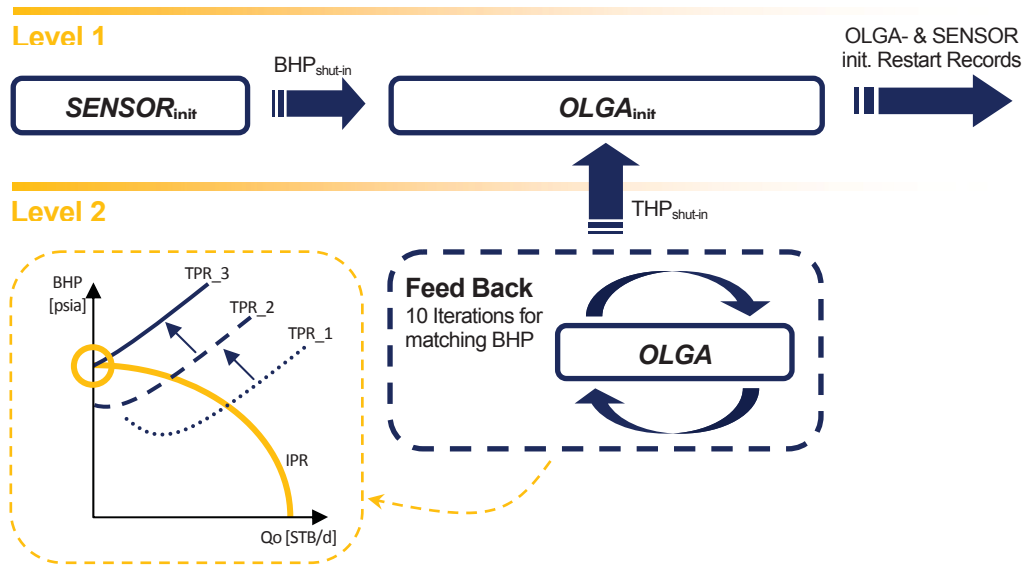 Level 1
OLGA- & SENSOR
init. Restart Records
BHPshut-in
SENSORinit
OLGAinit
Level 2
THPshut-in
BHP
[psia]
TPR_3
TPR_2
TPR_1
IPR
Qo [STB/d]
Feed Back
10 Iterations for
matching BHP
OLGA